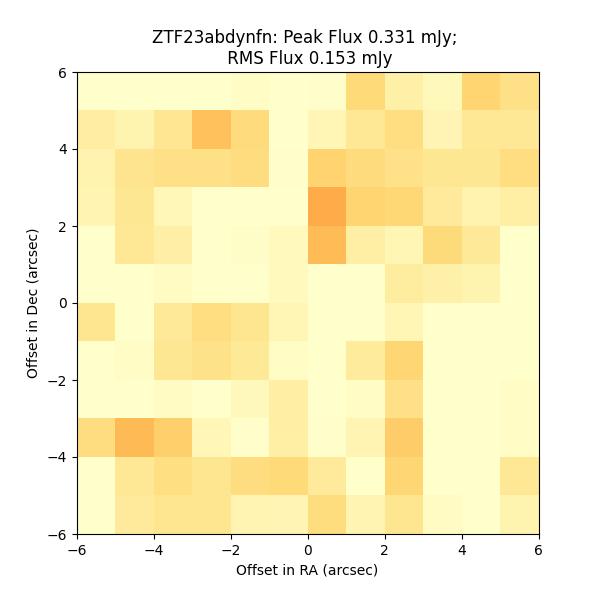 ZTF23abdynfn: Peak Flux 0.331 mJy;
RMS Flux 0.153 mJy
6
4
2
0
−2
−4
−6
Offset in Dec (arcsec)
−6 −4 −2 0 2 4 6
Offset in RA (arcsec)